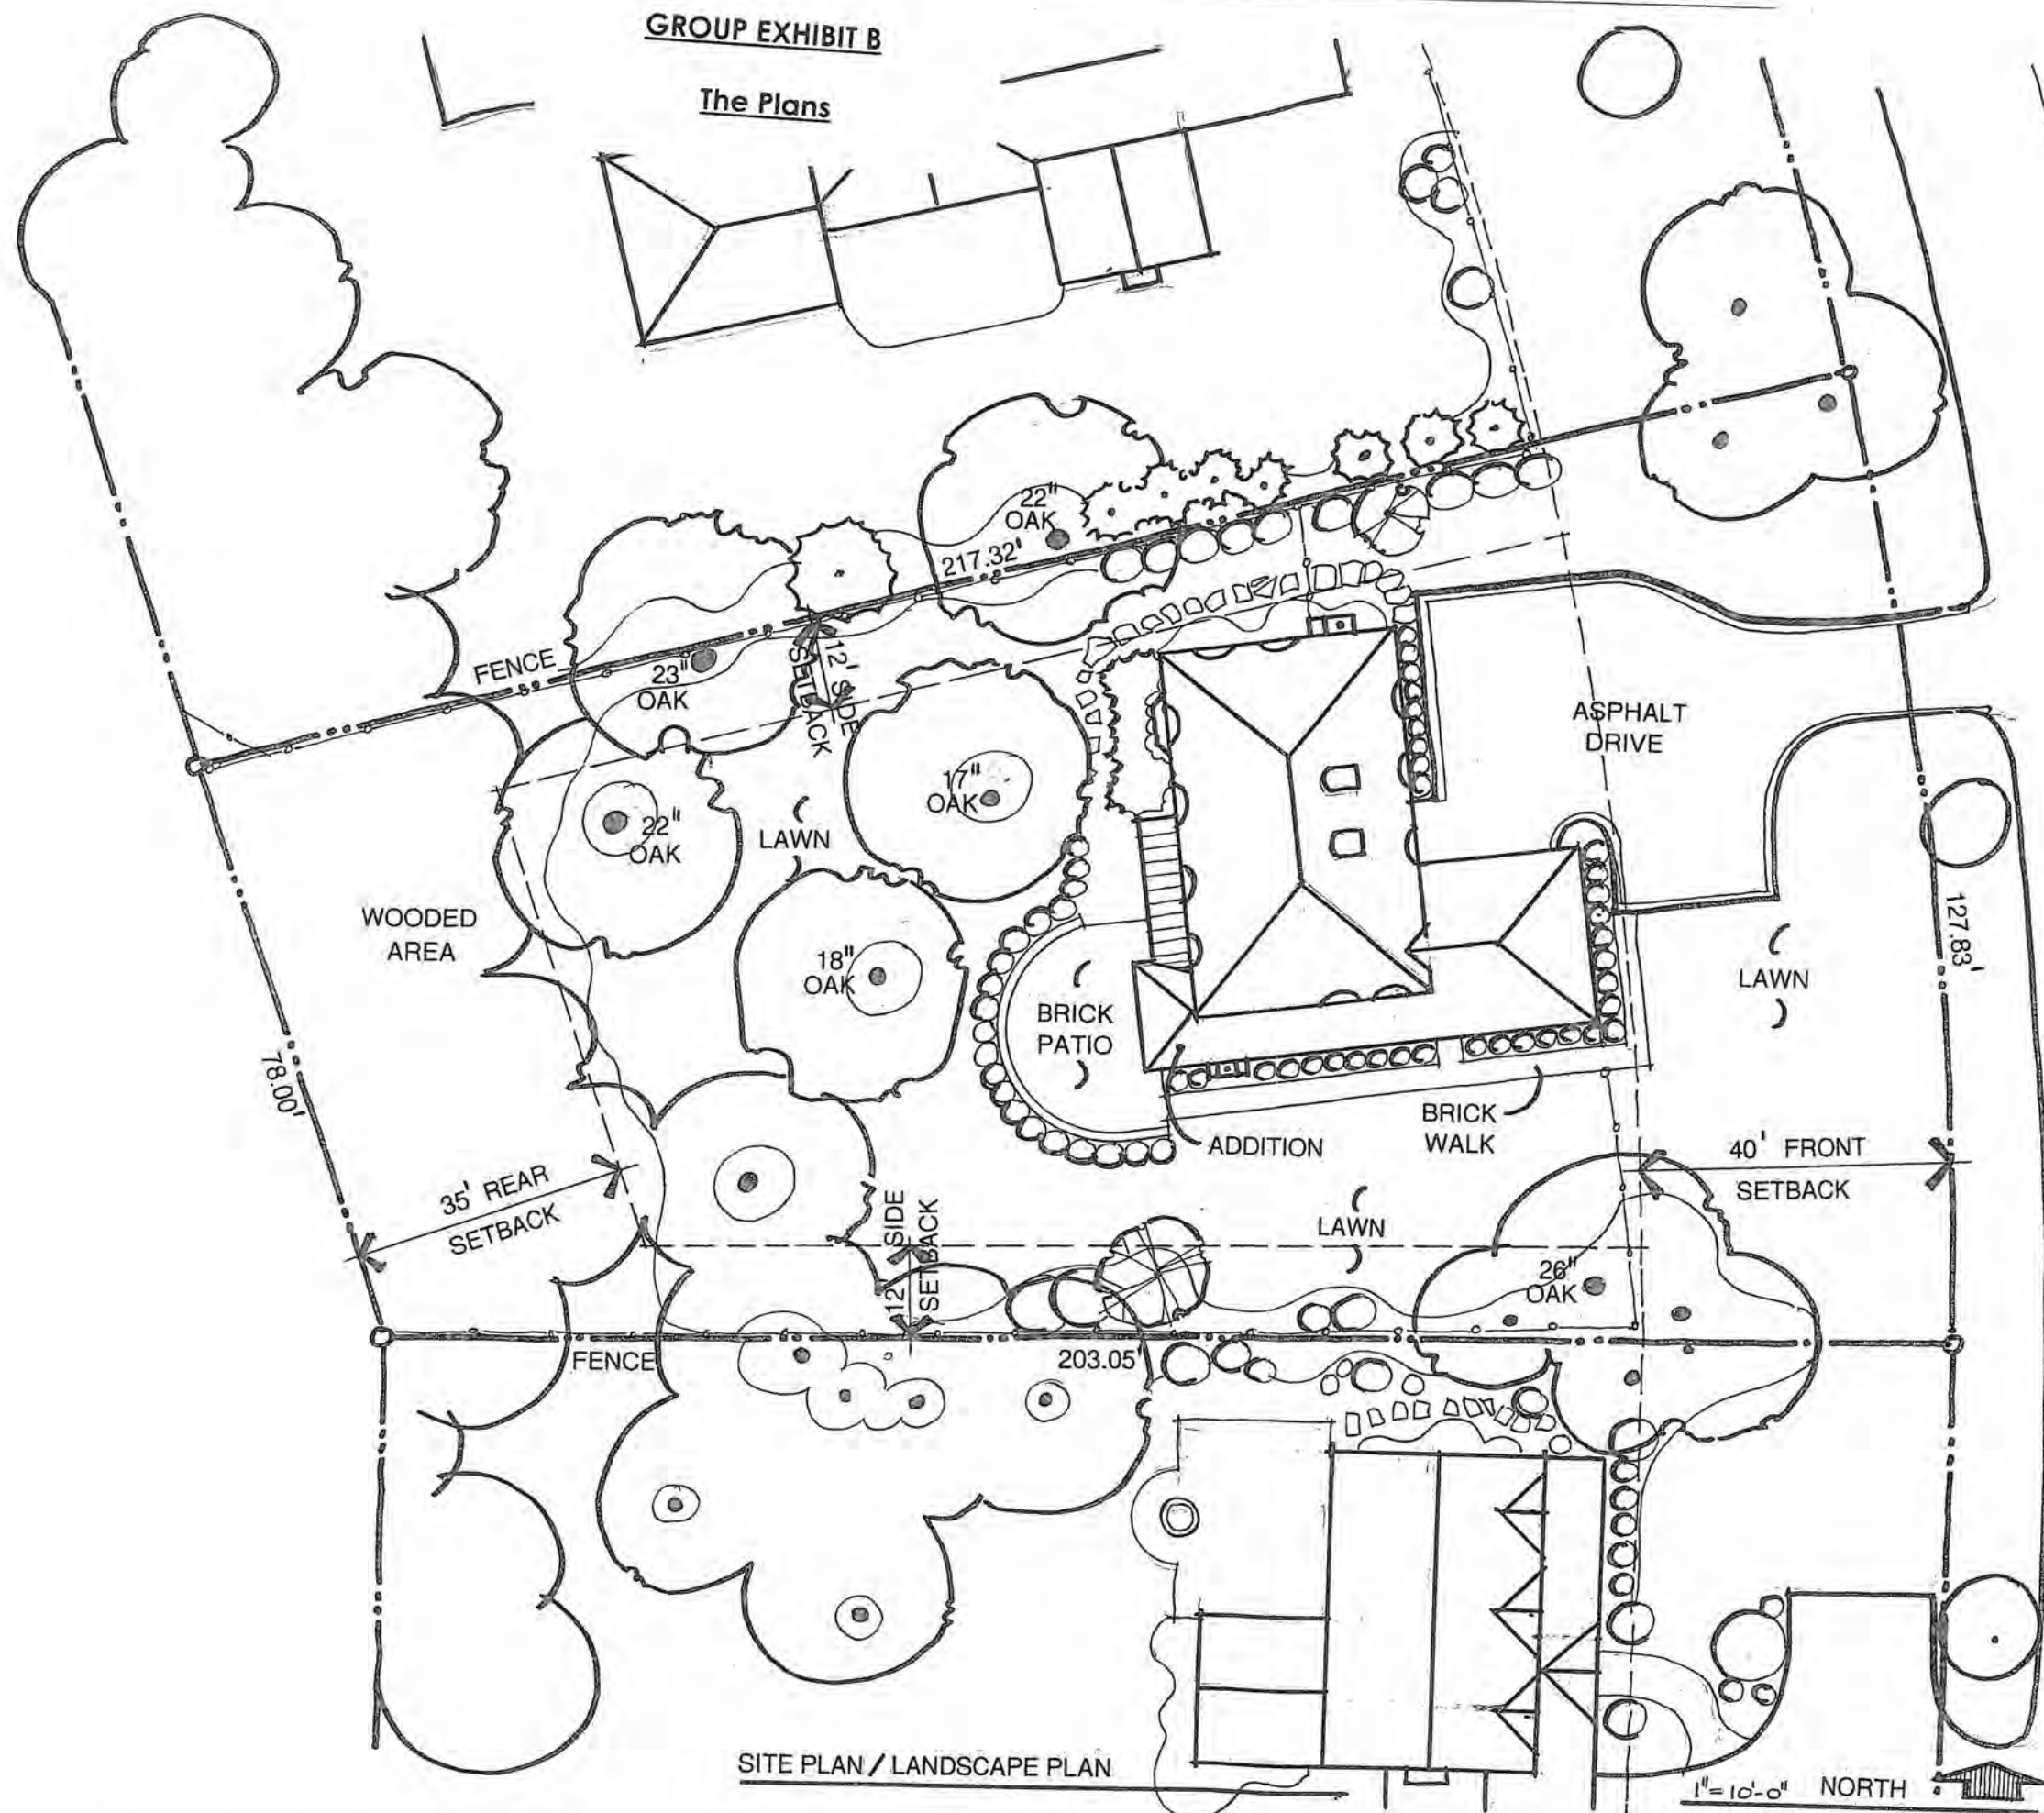 GROUP EXHIBIT B
The Plans
22"
OAK
217.32'
FENCE
23"
OAK
12' SIDE
SETBACK
ASPHALT
DRIVE
17"
OAK
22"
OAK
LAWN
WOODED
AREA
18"
OAK
127.83'
LAWN
BRICK
PATIO
78.00'
BRICK
WALK
ADDITION
40' FRONT
SETBACK
35' REAR
SETBACK
12' SIDE
SETBACK
LAWN
26"
OAK
FENCE
203.05'
SITE PLAN / LANDSCAPE PLAN
1"=10'-0" NORTH